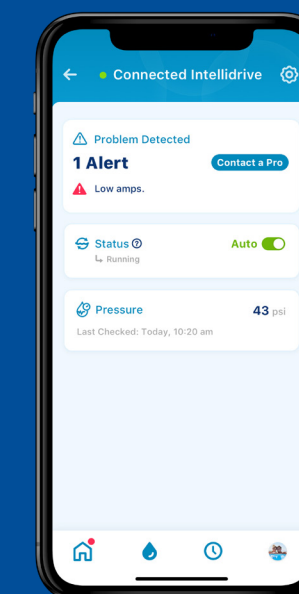 Connected Intellidrive
Problem Detected
1 Alert
Contact a Pro
Low amps.
Status
Auto
Running
Pressure
43 psi
Last Checked: Today, 10:20 am